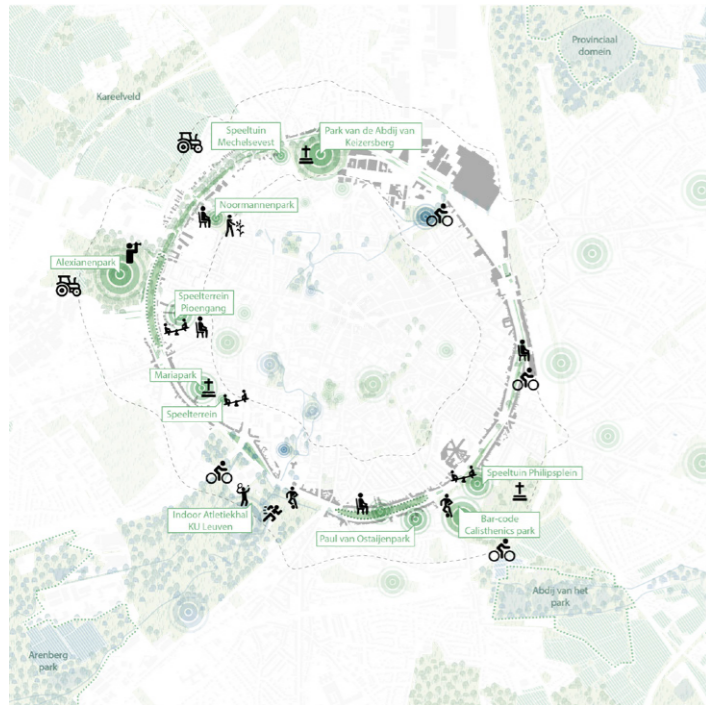 Provinciaal
domein
Kareelveld
Speeltuin
Mechelsevest
Park van de Abdij van
Keizersberg
Noormannenpark
Alexianenpark
Speelterrein
Pioengang
Mariapark
Speelterrein
Speeltuin Philipsplein
Indoor Atletiekhal
KU Leuven
Paul van Ostaijenpark
Bar-code
Calisthenics park
Abdij van het
park
Arenberg
park